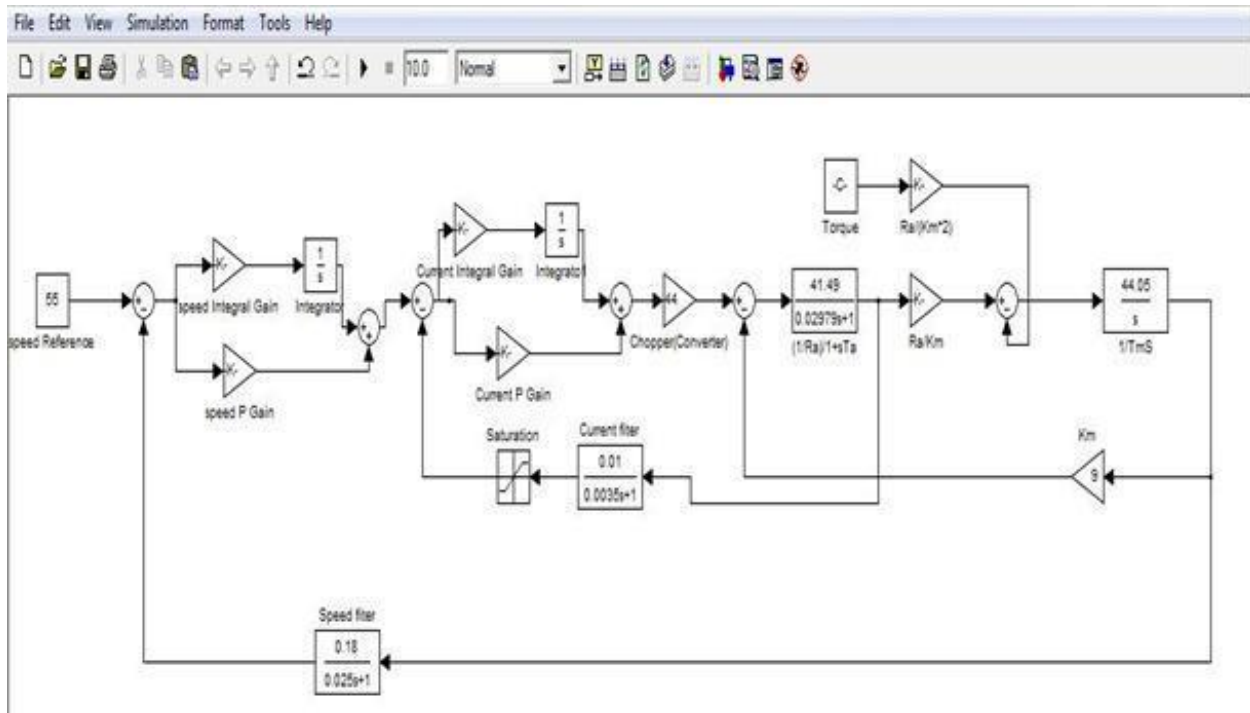 File Edit View Simulation Format Tools Help
10.0 Normal
-C-
Torque
K-
Ra/(Km^2)
55
speed Reference
K-
speed Integral Gain
1
s
Integrator
K-
speed P Gain
K-
Current Integral Gain
1
s
Integrator1
K-
Current P Gain
44
Chopper(Converter)
41.49
0.02979s+1
(1/Ra)/1+sTa
K-
Ra/Km
44.05
s
1/TmS
Saturation
Current filter
0.01
0.0035s+1
Km
9
Speed filter
0.18
0.025s+1